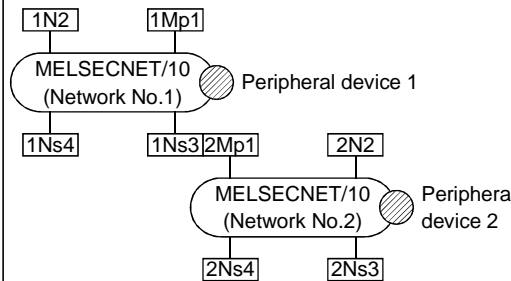 1N2 1Mp1
MELSECNET/10
(Network No.1)
Peripheral device 1
1Ns4 1Ns3 2Mp1 2N2
MELSECNET/10
(Network No.2)
Periphera
device 2
2Ns4 2Ns3